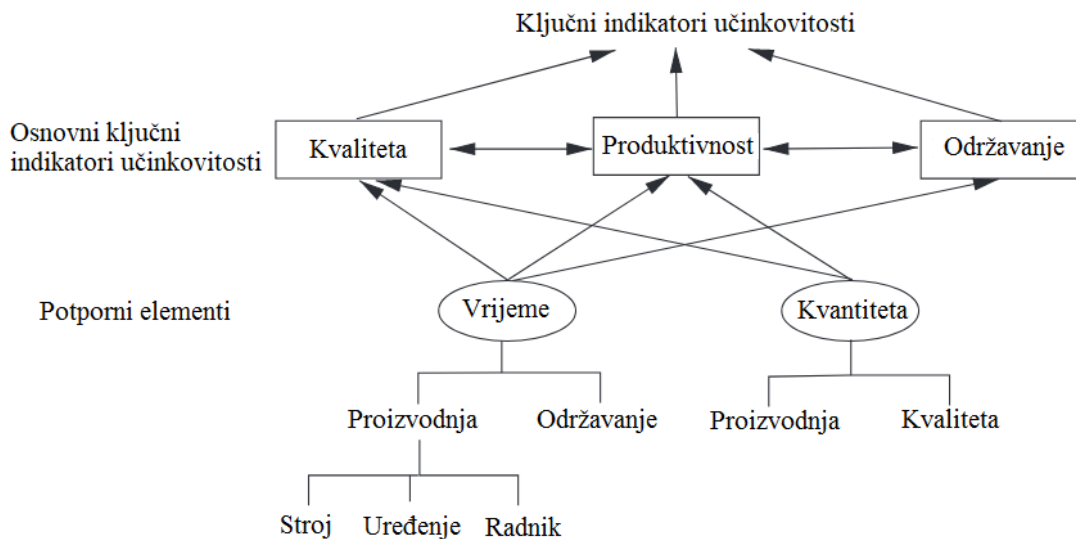 Ključni indikatori učinkovitosti
Osnovni ključni
indikatori učinkovitosti
Kvaliteta
Produktivnost
Održavanje
Potporni elementi
Vrijeme
Kvantiteta
Proizvodnja
Održavanje
Proizvodnja
Kvaliteta
Stroj
Uređenje
Radnik